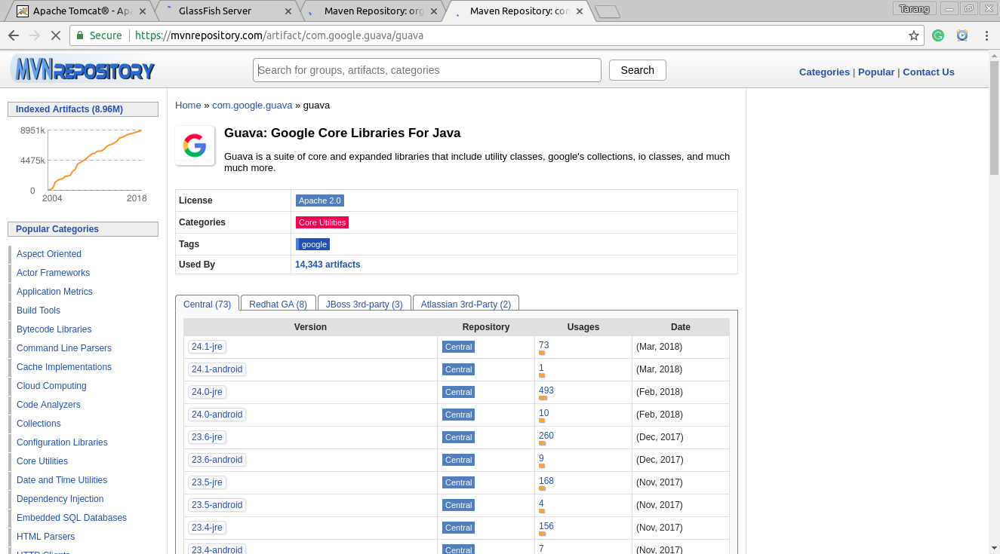 Apache Tomcat® - Apa
GlassFish Server
Maven Repository: org
Maven Repository: com
Tarang
Secure
https://mvnrepository.com/artifact/com.google.guava/guava
MVNREPOSITORY
Search for groups, artifacts, categories
Search
Categories | Popular | Contact Us
Indexed Artifacts (8.96M)
8951k
4475k
0
2004 2018
Popular Categories
Aspect Oriented
Actor Frameworks
Application Metrics
Build Tools
Bytecode Libraries
Command Line Parsers
Cache Implementations
Cloud Computing
Code Analyzers
Collections
Configuration Libraries
Core Utilities
Date and Time Utilities
Dependency Injection
Embedded SQL Databases
HTML Parsers
HTTP Clients
Home » com.google.guava » guava
Guava: Google Core Libraries For Java
Guava is a suite of core and expanded libraries that include utility classes, google's collections, io classes, and much
much more.
License Apache 2.0
Categories Core Utilities
Tags google
Used By 14,343 artifacts
Central (73) Redhat GA (8) JBoss 3rd-party (3) Atlassian 3rd-Party (2)
Version Repository Usages Date
24.1-jre Central 73 (Mar, 2018)
24.1-android Central 1 (Mar, 2018)
24.0-jre Central 493 (Feb, 2018)
24.0-android Central 10 (Feb, 2018)
23.6-jre Central 260 (Dec, 2017)
23.6-android Central 9 (Dec, 2017)
23.5-jre Central 168 (Nov, 2017)
23.5-android Central 4 (Nov, 2017)
23.4-jre Central 156 (Nov, 2017)
23.4-android Central 7 (Nov, 2017)